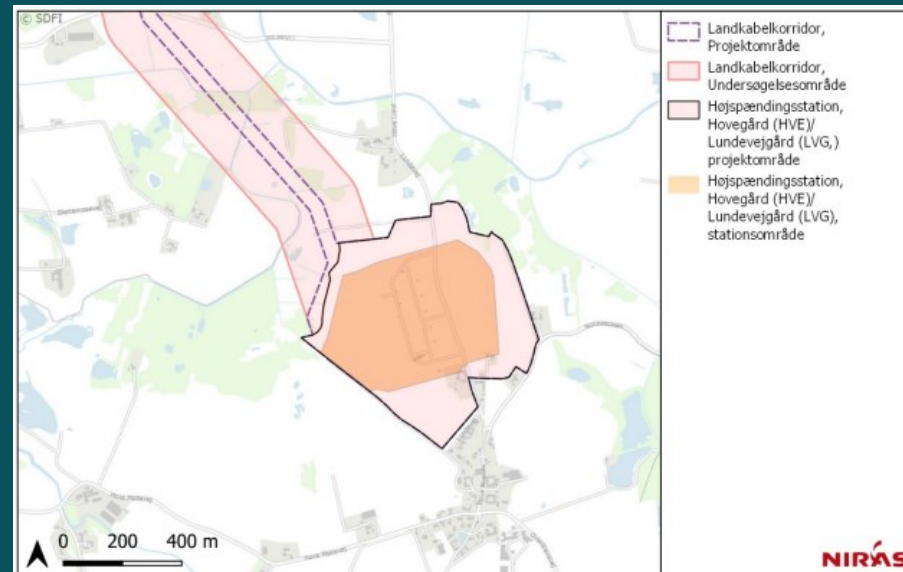 © SDFI
Landkabelkorridor,
Projektområde
Landkabelkorridor,
Undersøgelsesområde
Højspændingsstation,
Hovegård (HVE)/
Lundevejgård (LVG,)
projektområde
Højspændingsstation,
Hovegård (HVE)/
Lundevejgård (LVG),
stationsområde
0 200 400 m
NIRAS